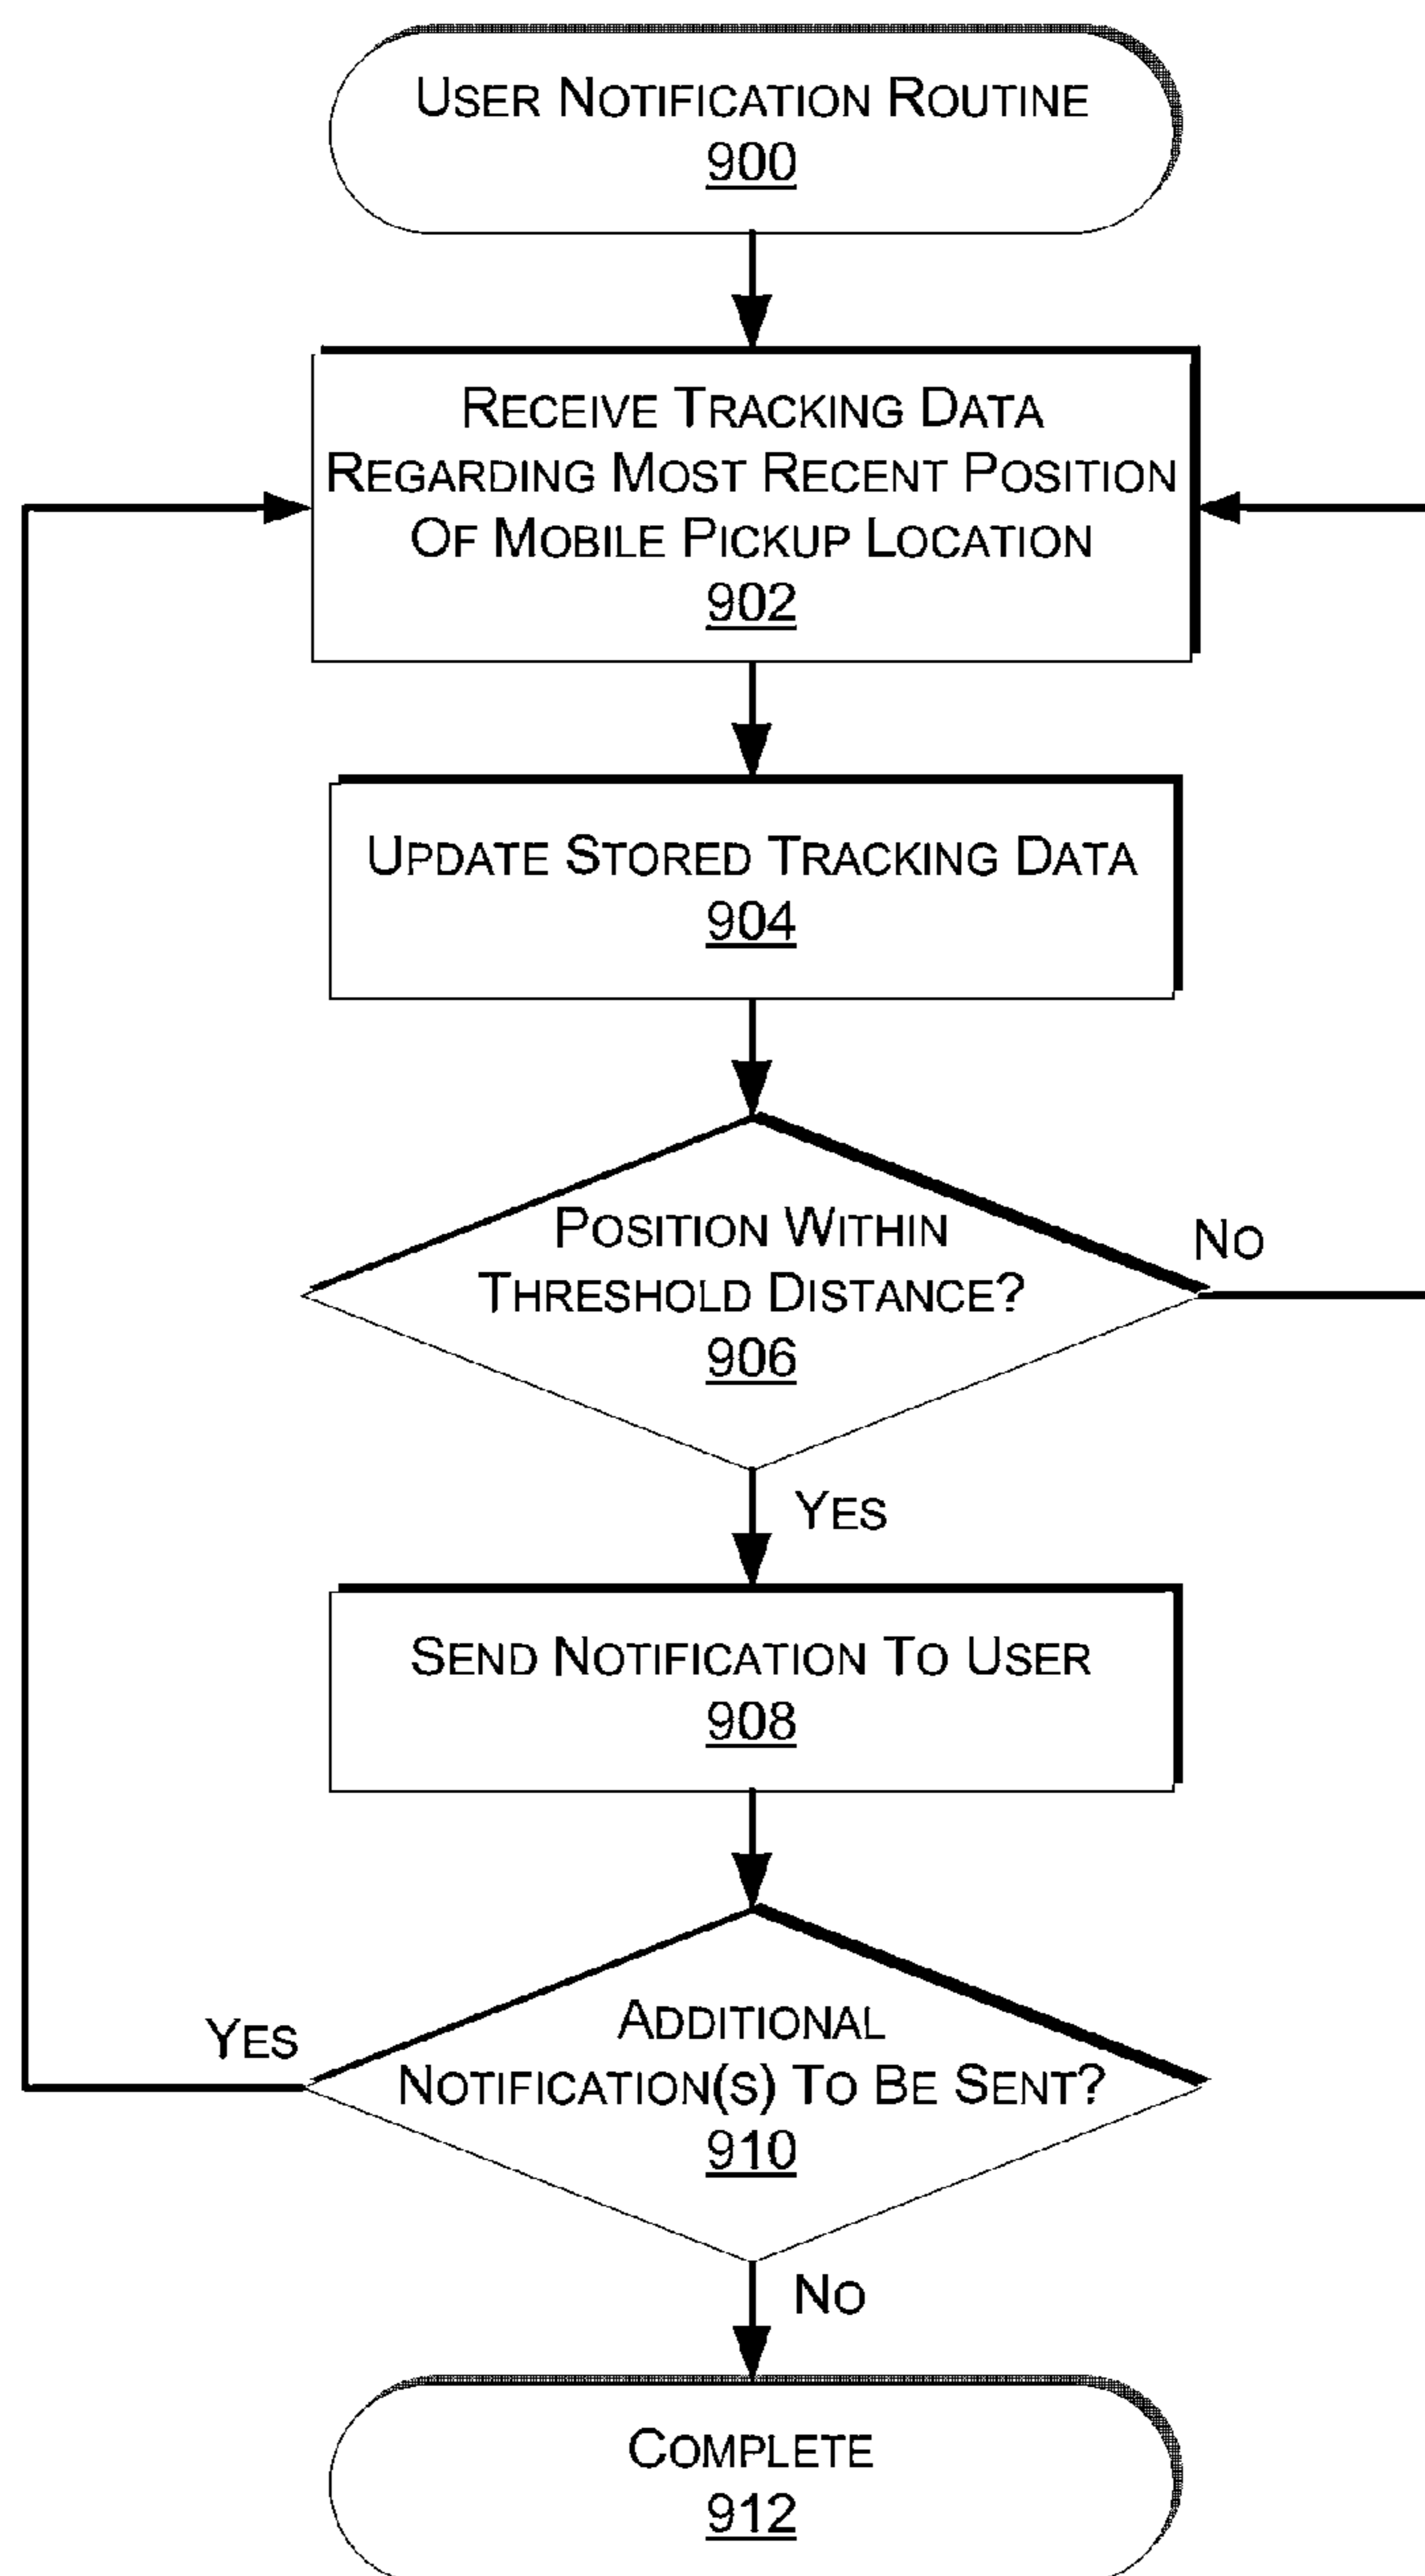 USER NOTIFICATION ROUTINE
900
RECEIVE TRACKING DATA
REGARDING MOST RECENT POSITION
OF MOBILE PICKUP LOCATION
902
UPDATE STORED TRACKING DATA
904
POSITION WITHIN
THRESHOLD DISTANCE?
906
NO
YES
SEND NOTIFICATION TO USER
908
ADDITIONAL
NOTIFICATION(S) TO BE SENT?
910
YES
NO
COMPLETE
912